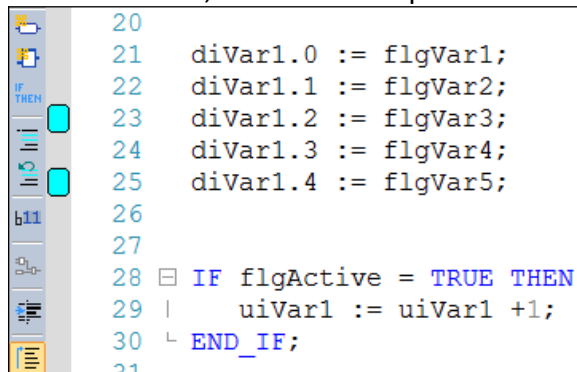 20
21 diVar1.0 := flgVar1;
22 diVar1.1 := flgVar2;
IF
THEN
23 diVar1.2 := flgVar3;
24 diVar1.3 := flgVar4;
25 diVar1.4 := flgVar5;
b11
26
27
28 IF flgActive = TRUE THEN
29 uiVar1 := uiVar1 +1;
30 END_IF;